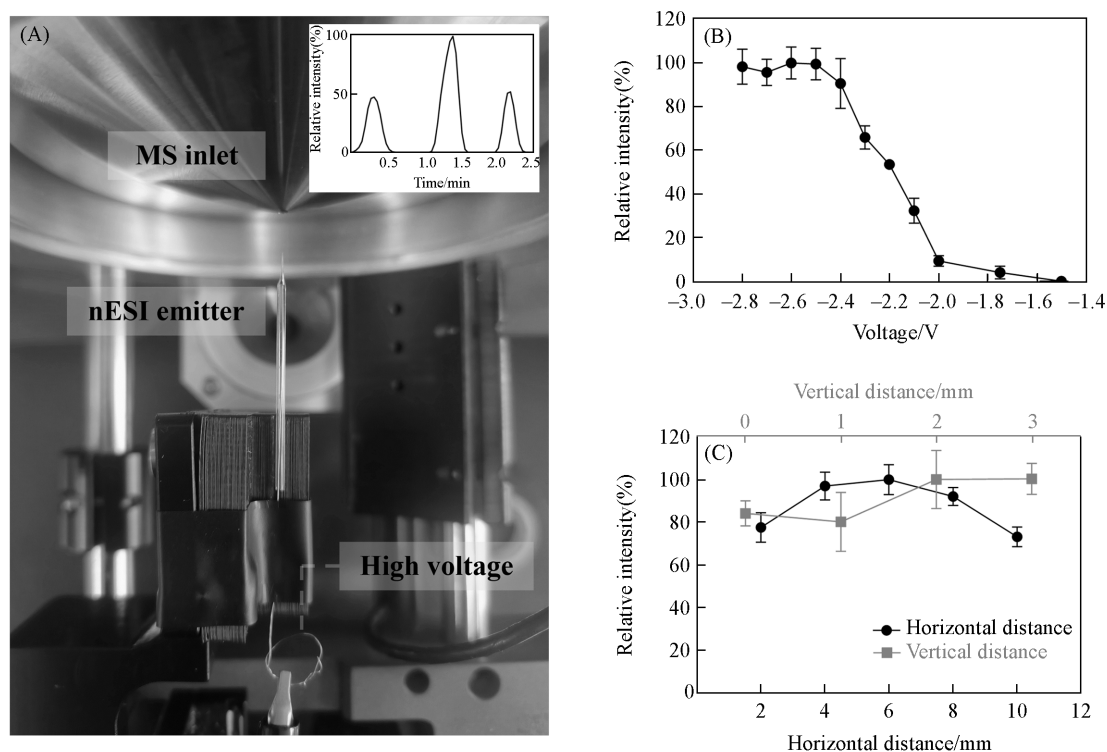 (A)
Relative intensity(%)
100
50
0
0.5
1.0
1.5
2.0
2.5
Time/min
MS inlet
nESI emitter
High voltage
(B)
Relative intensity(%)
120
100
80
60
40
20
0
−3.0
−2.8
−2.6
−2.4
−2.2
−2.0
−1.8
−1.6
−1.4
Voltage/V
Vertical distance/mm
0
1
2
3
(C)
Relative intensity(%)
120
100
80
60
40
20
0
Horizontal distance
Vertical distance
2
4
6
8
10
12
Horizontal distance/mm